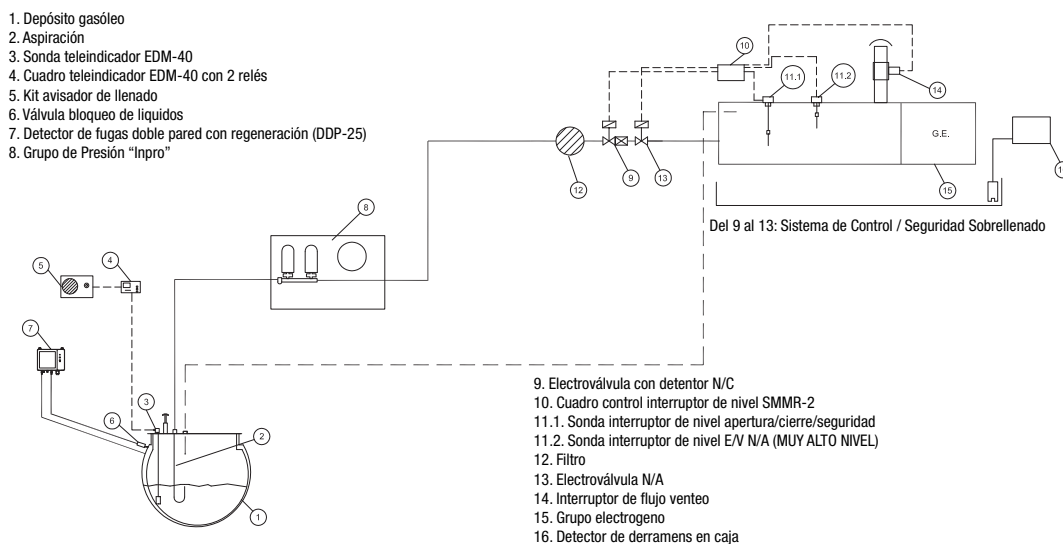 1. Depósito gasóleo
2. Aspiración
3. Sonda teleindicador EDM-40
4. Cuadro teleindicador EDM-40 con 2 relés
5. Kit avisador de llenado
6. Válvula bloqueo de liquidos
7. Detector de fugas doble pared con regeneración (DDP-25)
8. Grupo de Presión “Inpro”
10
11.1
11.2
14
G.E.
12
9
13
15
Del 9 al 13: Sistema de Control / Seguridad Sobrellenado
8
5
4
7
3
6
2
1
9. Electroválvula con detentor N/C
10. Cuadro control interruptor de nivel SMMR-2
11.1. Sonda interruptor de nivel apertura/cierre/seguridad
11.2. Sonda interruptor de nivel E/V N/A (MUY ALTO NIVEL)
12. Filtro
13. Electroválvula N/A
14. Interruptor de flujo venteo
15. Grupo electrogeno
16. Detector de derramens en caja